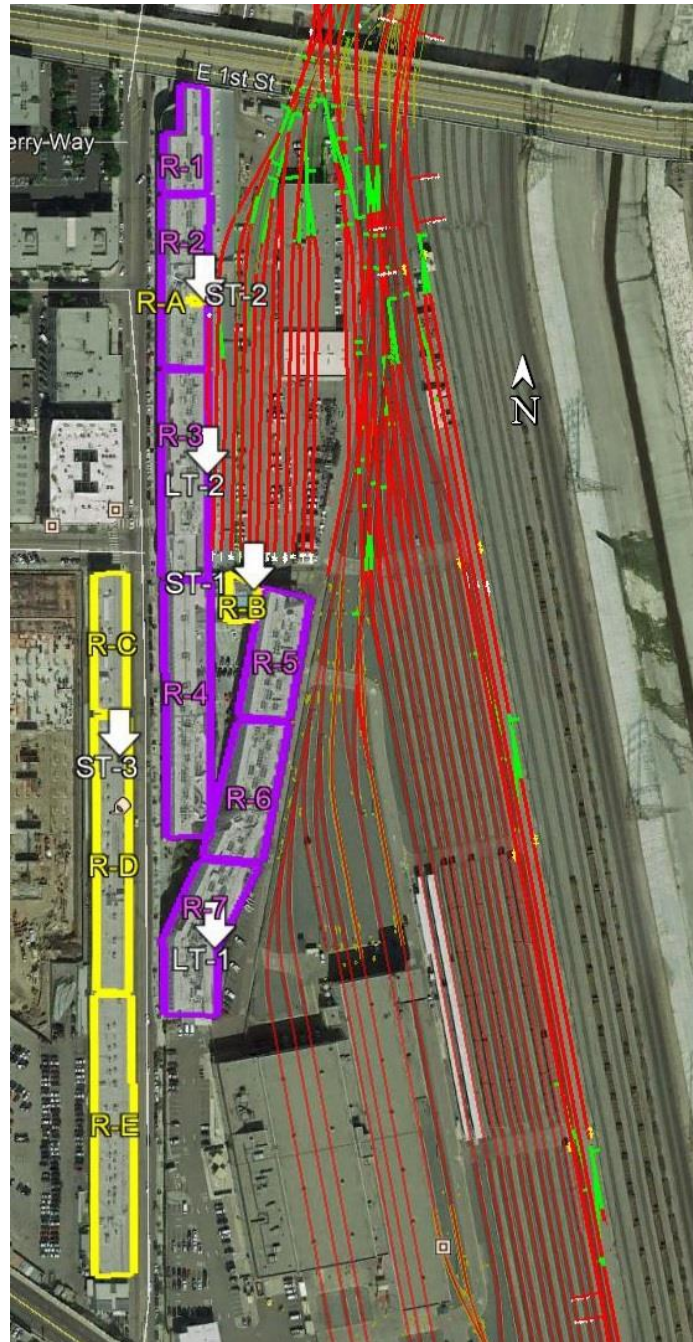 E 1st St
erry Way
R-1
R-2
R-A
ST-2
R-3
LT-2
N
ST-1
R-B
R-C
R-5
R-4
ST-3
R-6
R-D
R-7
LT-1
R-E